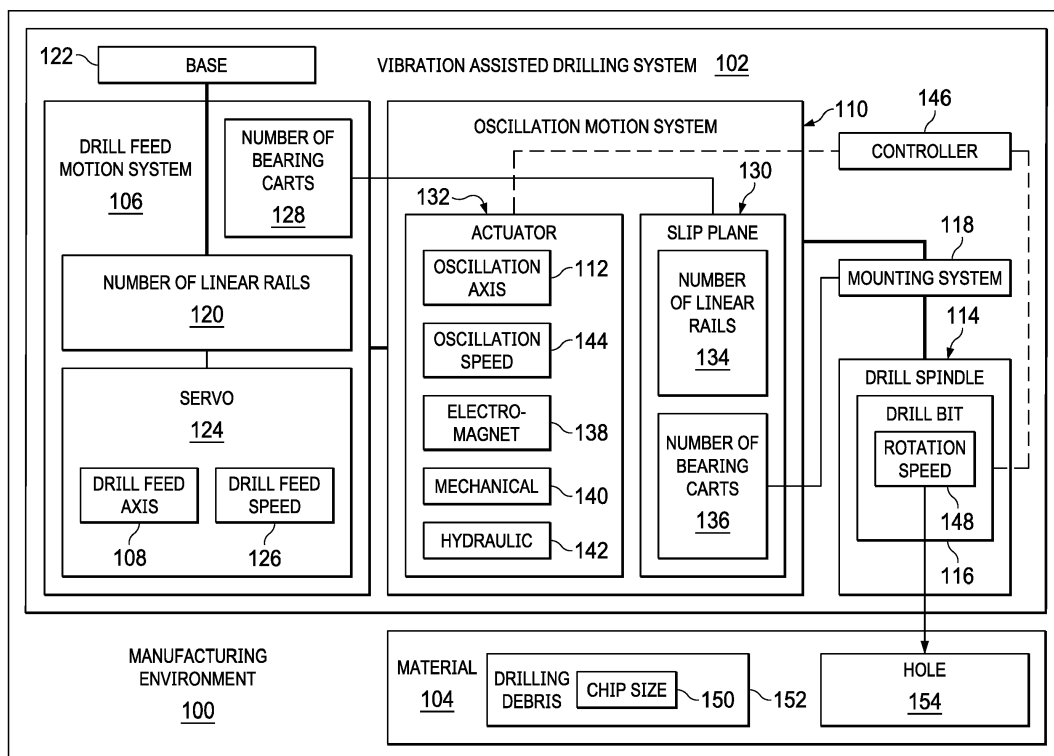 122
BASE
VIBRATION ASSISTED DRILLING SYSTEM 102
DRILL FEED
MOTION SYSTEM
106
NUMBER OF
BEARING
CARTS
128
NUMBER OF LINEAR RAILS
120
SERVO
124
DRILL FEED
AXIS
108
DRILL FEED
SPEED
126
OSCILLATION MOTION SYSTEM
110
132
ACTUATOR
OSCILLATION
AXIS
112
OSCILLATION
SPEED
144
ELECTRO-
MAGNET
138
MECHANICAL
140
HYDRAULIC
142
130
SLIP PLANE
NUMBER
OF LINEAR
RAILS
134
NUMBER OF
BEARING
CARTS
136
146
CONTROLLER
118
MOUNTING SYSTEM
114
DRILL SPINDLE
DRILL BIT
ROTATION
SPEED
148
116
MANUFACTURING
ENVIRONMENT
100
MATERIAL
104
DRILLING
DEBRIS
CHIP SIZE
150
152
HOLE
154